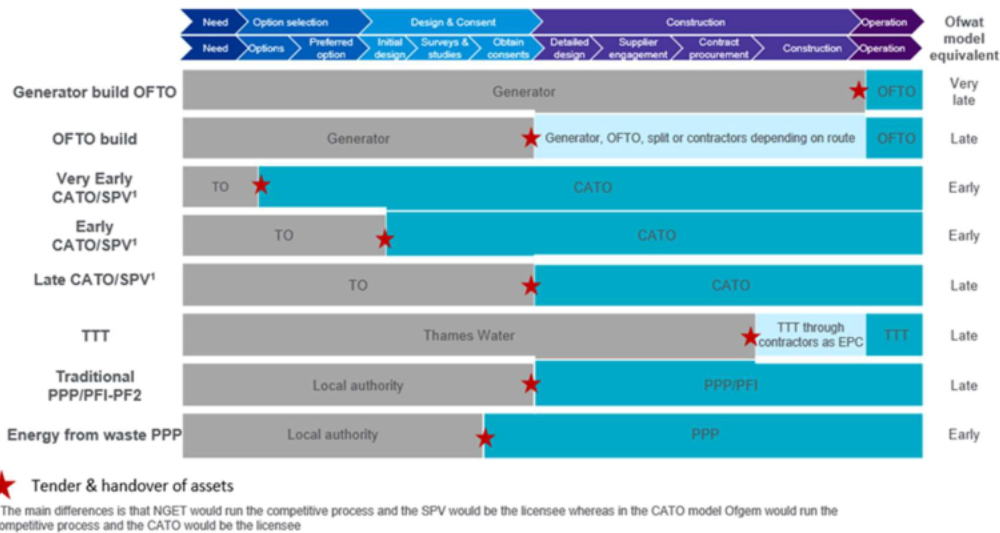 Need Option selection Design & Consent Construction Operation
Need Options Preferred option Initial design Surveys & studies Obtain consents Detailed design Supplier engagement Contract procurement Construction Operation
Ofwat model equivalent
Generator build OFTO Generator OFTO Very late
OFTO build Generator Generator, OFTO, split or contractors depending on route OFTO Late
Very Early CATO/SPV¹ TO CATO Early
Early CATO/SPV¹ TO CATO Early
Late CATO/SPV¹ TO CATO Late
TTT Thames Water TTT through contractors as EPC TTT Late
Traditional PPP/PFI-PF2 Local authority PPP/PFI Late
Energy from waste PPP Local authority PPP Early
Tender & handover of assets
The main differences is that NGET would run the competitive process and the SPV would be the licensee whereas in the CATO model Ofgem would run the
ompetitive process and the CATO would be the licensee